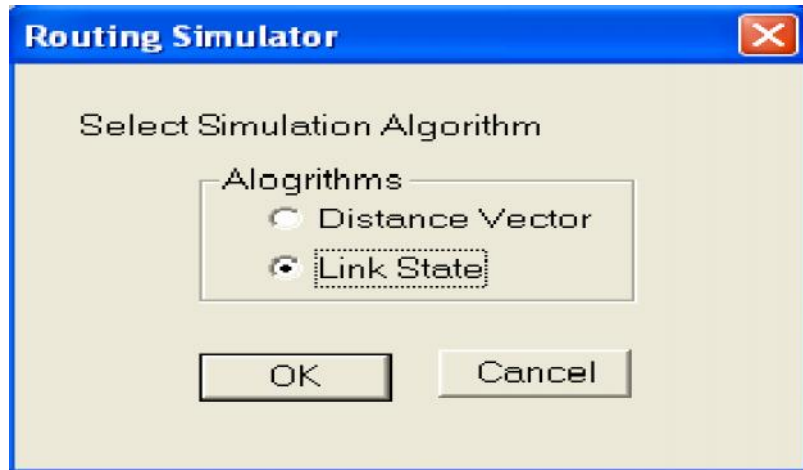 Routing Simulator
Select Simulation Algorithm
Alogrithms
Distance Vector
Link State
OK
Cancel